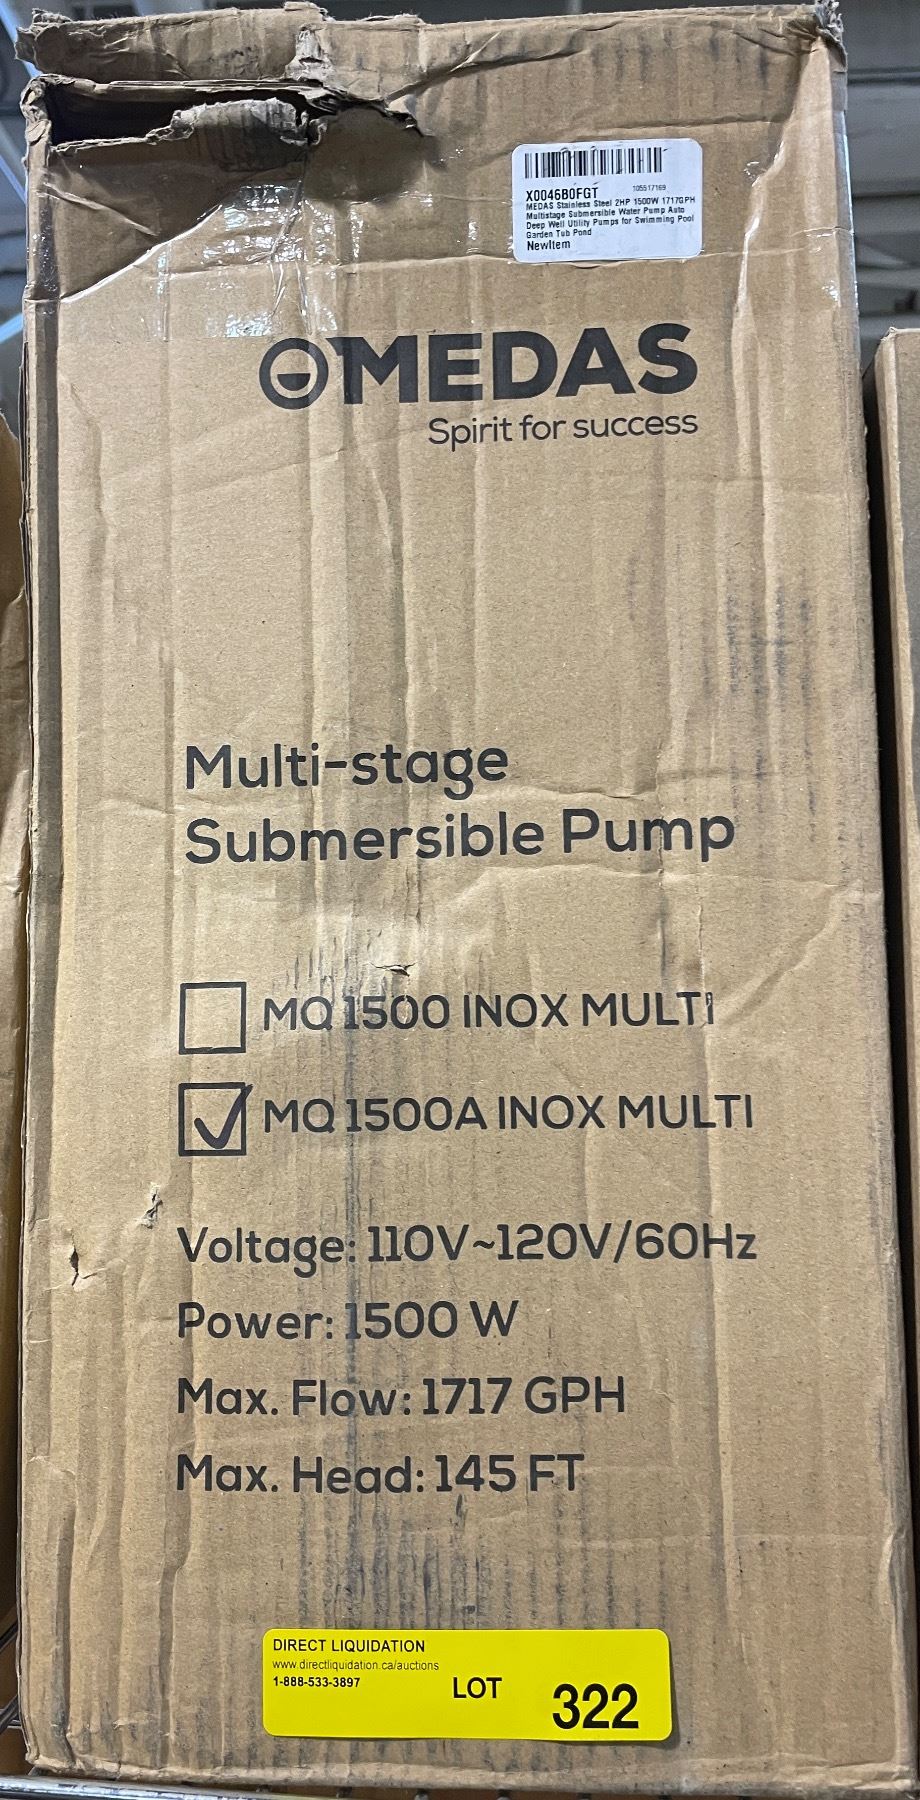 X0046B0FGT 105517169
MEDAS Stainless Steel 2HP 1500W 1717GPH
Multistage Submersible Water Pump Auto
Deep Well Utility Pumps for Swimming Pool
Garden Tub Pond
NewItem
MEDAS
Spirit for success
Multi-stage
Submersible Pump
MQ 1500 INOX MULTI
MQ 1500A INOX MULTI
Voltage: 110V~120V/60Hz
Power: 1500 W
Max. Flow: 1717 GPH
Max. Head: 145 FT
DIRECT LIQUIDATION
www.directliquidation.ca/auctions
1-888-533-3897
LOT 322